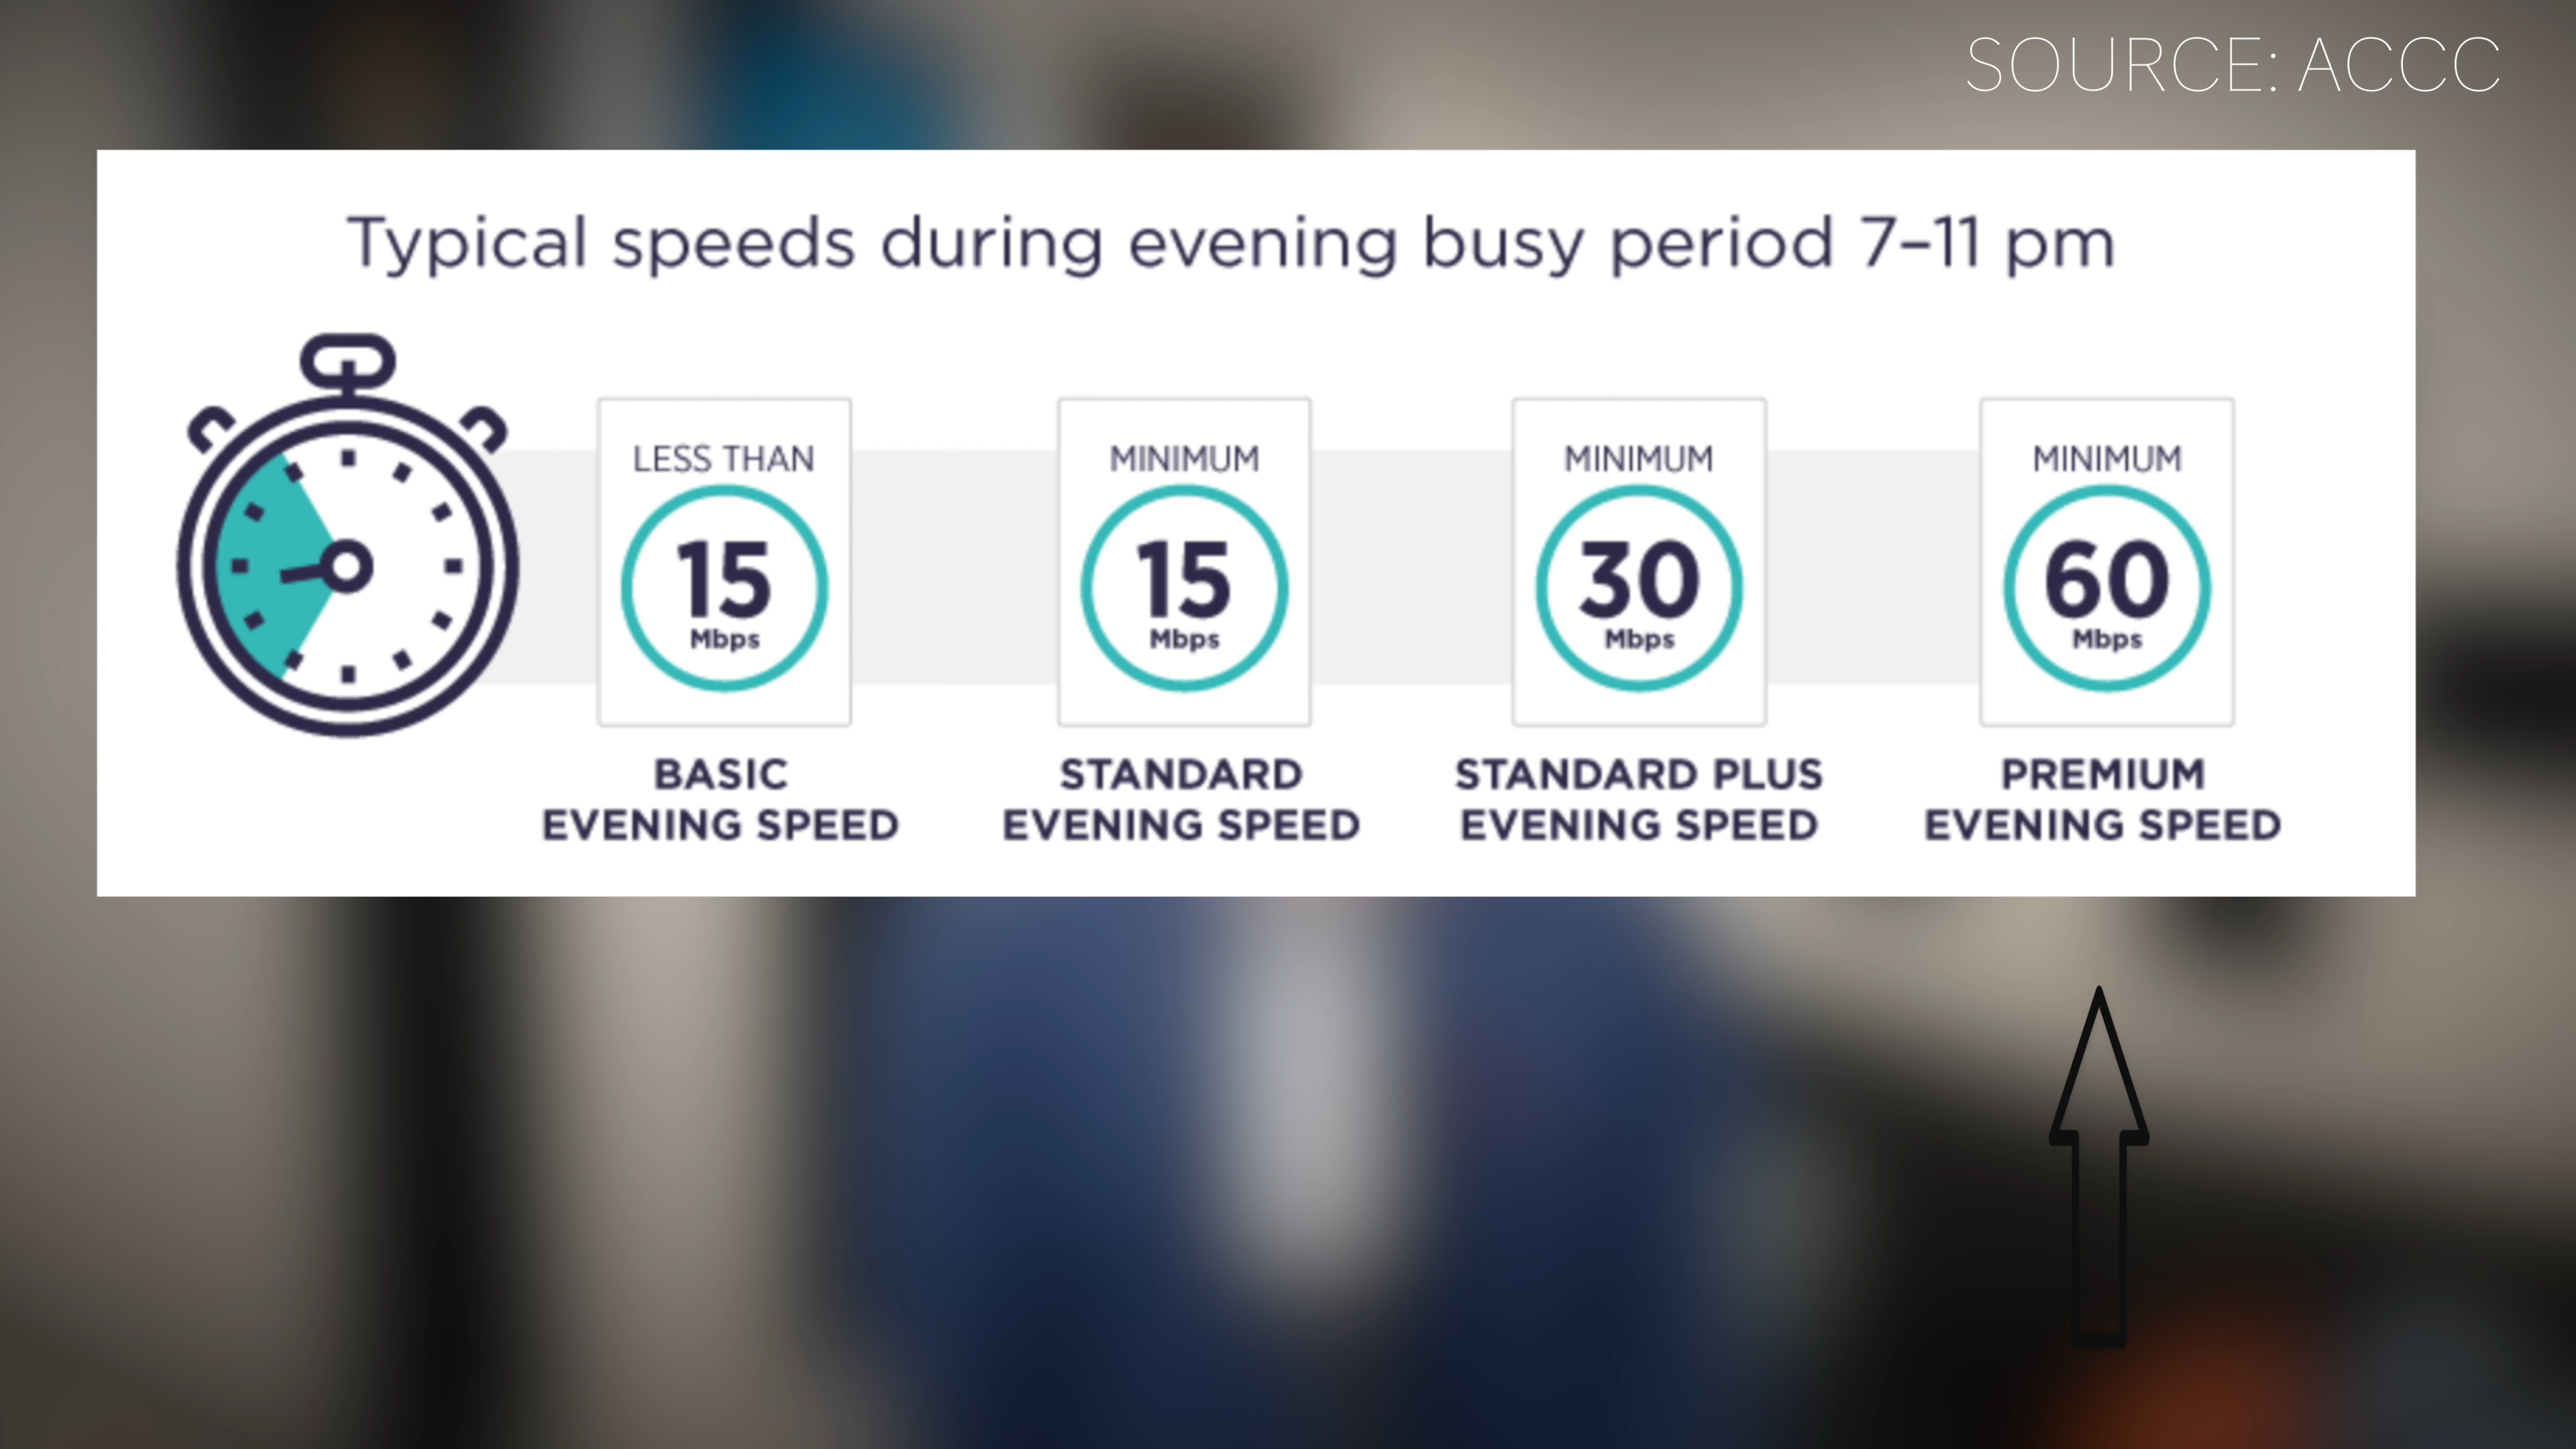 SOURCE: ACCC
Typical speeds during evening busy period 7–11 pm
LESS THAN
15
Mbps
BASIC
EVENING SPEED
MINIMUM
15
Mbps
STANDARD
EVENING SPEED
MINIMUM
30
Mbps
STANDARD PLUS
EVENING SPEED
MINIMUM
60
Mbps
PREMIUM
EVENING SPEED